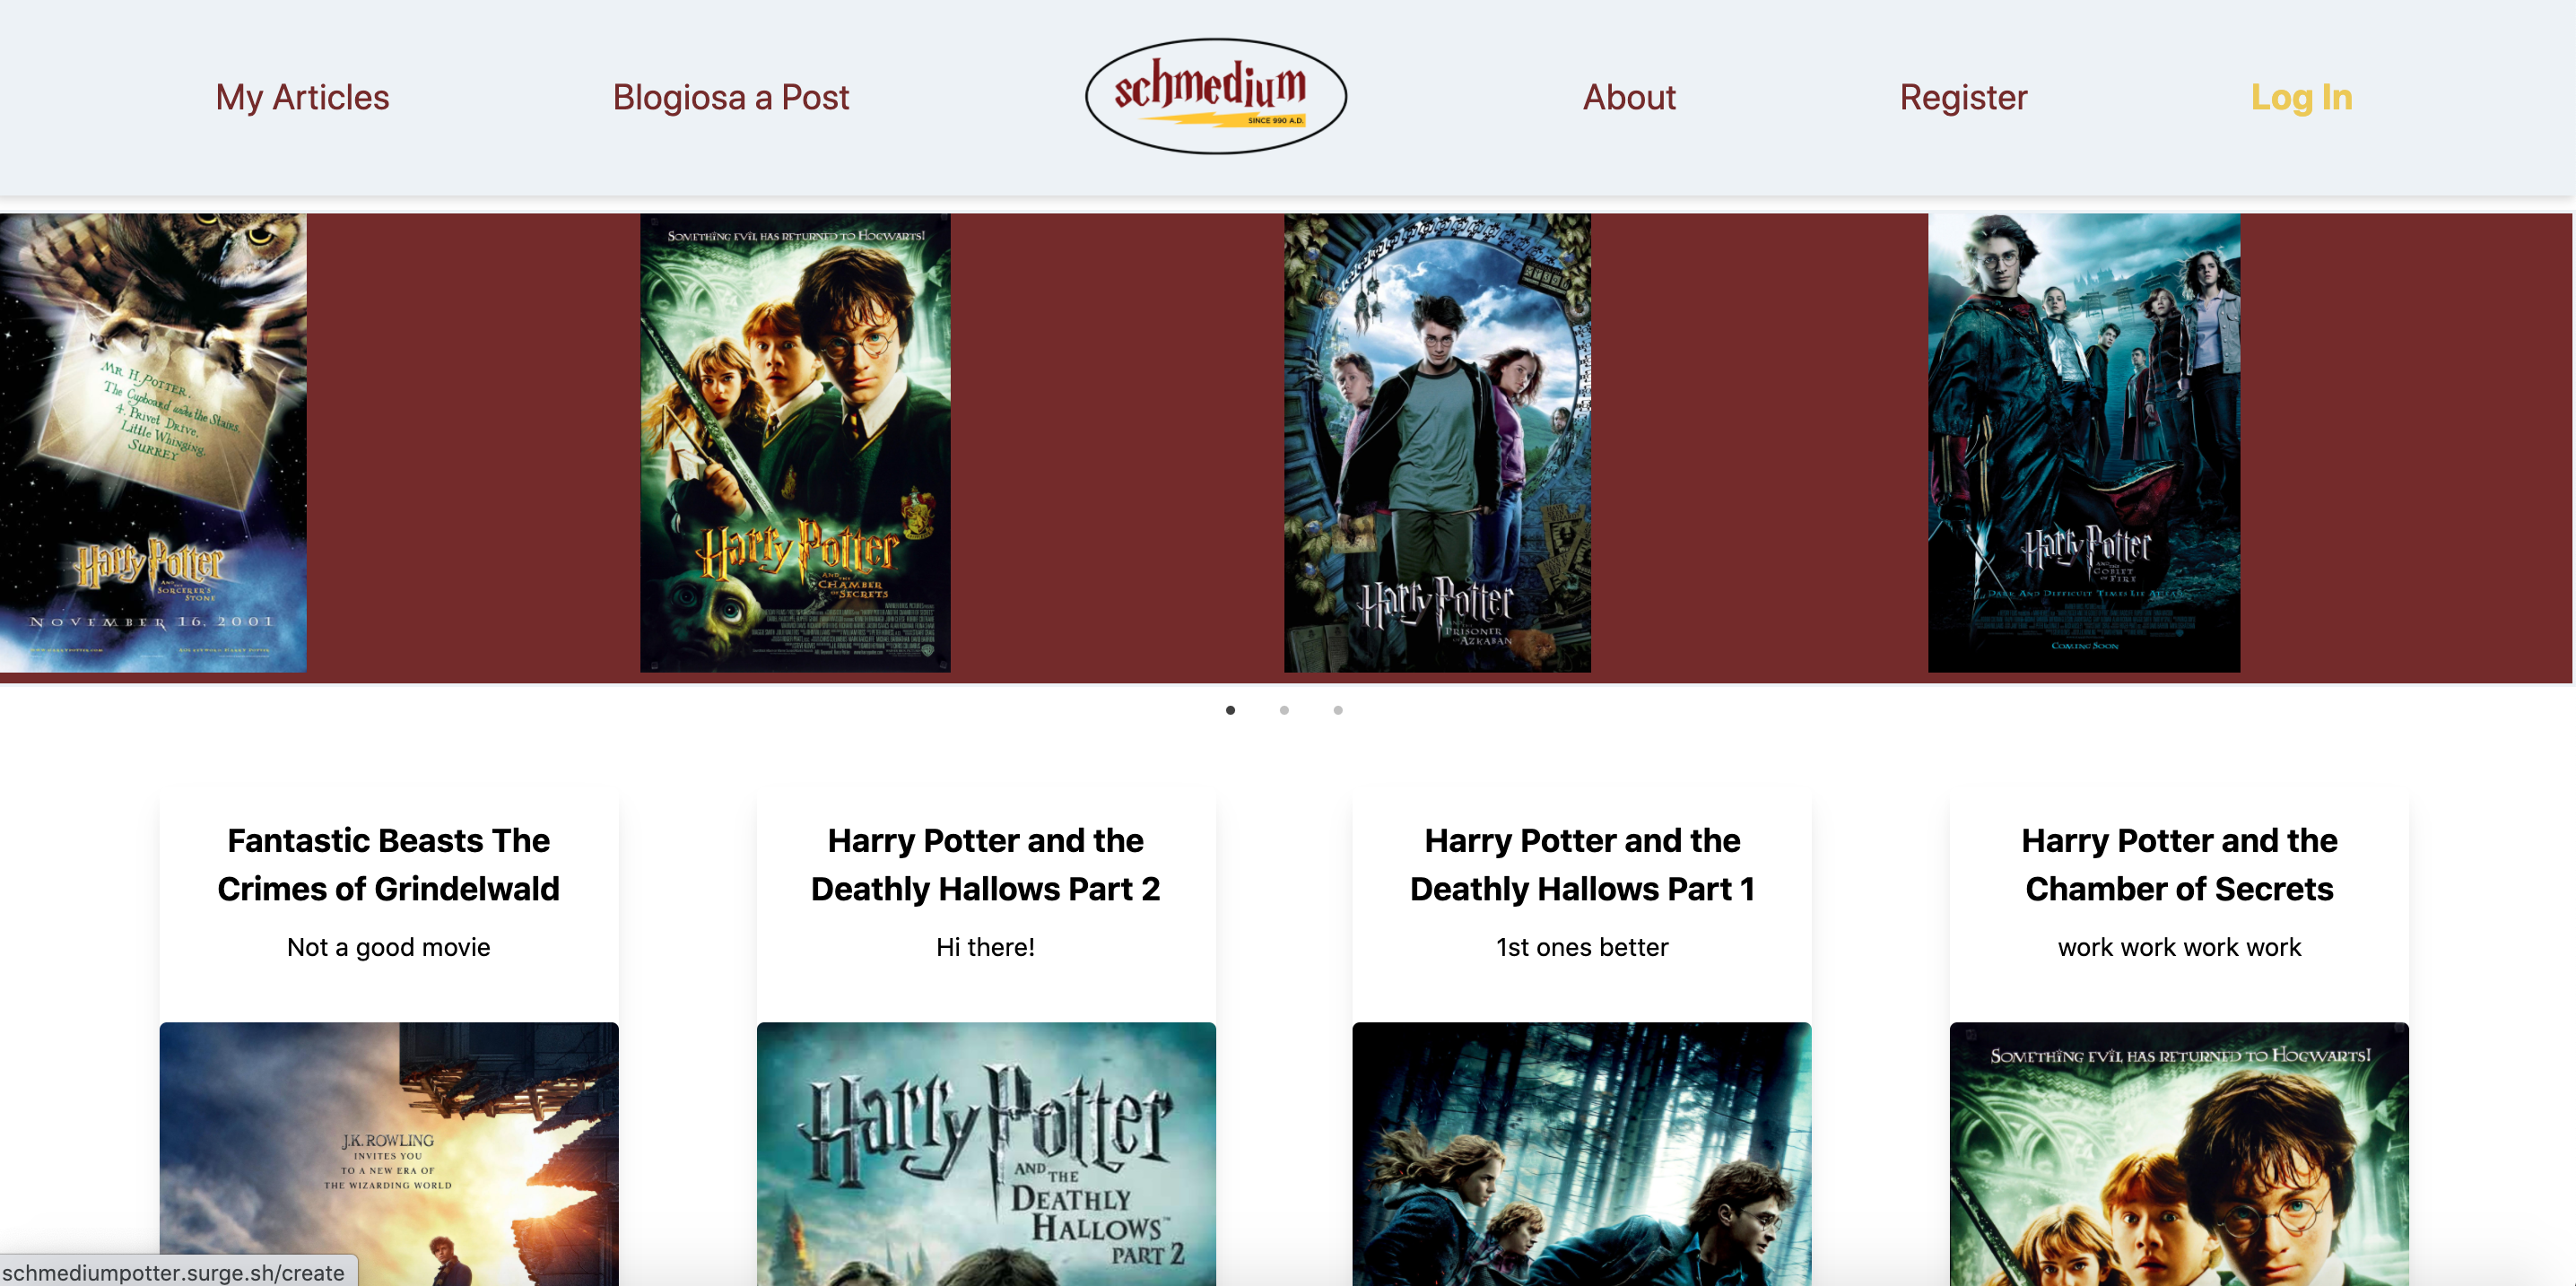 My Articles
Blogiosa a Post
schmedium
SINCE 990 A.D.
About
Register
Log In
MR. H. POTTER,
The Cupboard under the Stairs,
4, Privet Drive,
Little Whinging,
SURREY
Harry Potter
AND THE
SORCERER'S
STONE
NOVEMBER 16, 2001
SOMETHING EVIL HAS RETURNED TO HOGWARTS!
Harry Potter
AND THE
CHAMBER
OF SECRETS
Harry Potter
AND THE
PRISONER
OF AZKABAN
Harry Potter
AND THE
GOBLET
OF FIRE
DARK AND DIFFICULT TIMES LIE AHEAD.
COMING SOON
Fantastic Beasts The
Crimes of Grindelwald
Not a good movie
Harry Potter and the
Deathly Hallows Part 2
Hi there!
Harry Potter and the
Deathly Hallows Part 1
1st ones better
Harry Potter and the
Chamber of Secrets
work work work work
J.K. ROWLING
INVITES YOU
TO A NEW ERA OF
THE WIZARDING WORLD
Harry Potter
AND THE
DEATHLY
HALLOWS™
PART 2
SOMETHING EVIL HAS RETURNED TO HOGWARTS!
schmediumpotter.surge.sh/create